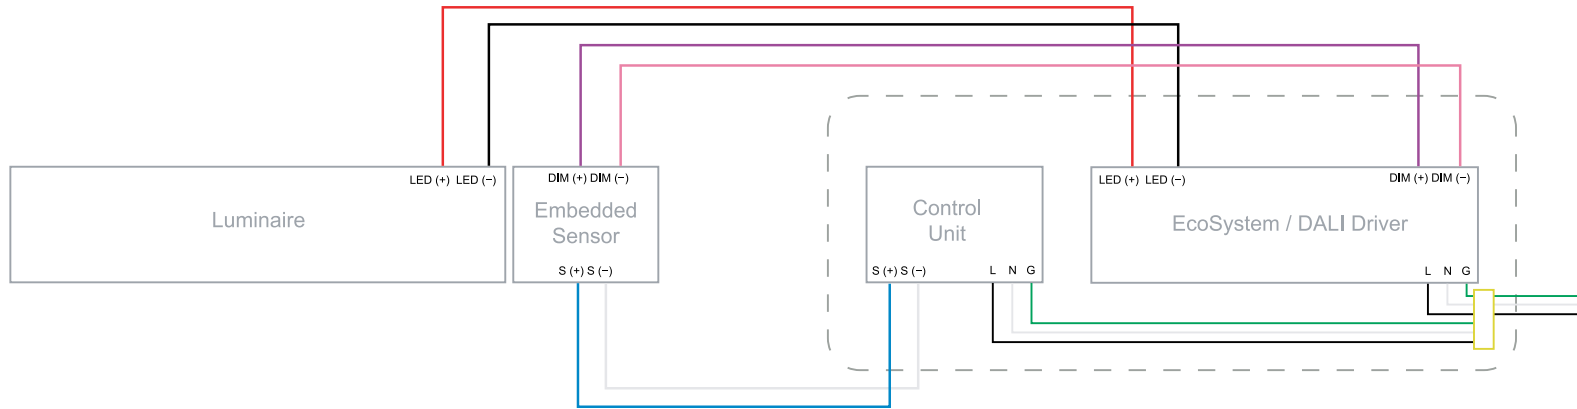 LED (+) LED (−)
Luminaire
DIM (+) DIM (−)
Embedded
Sensor
S (+) S (−)
Control
Unit
S (+) S (−)
L N G
LED (+) LED (−)
DIM (+) DIM (−)
EcoSystem / DALI Driver
L N G